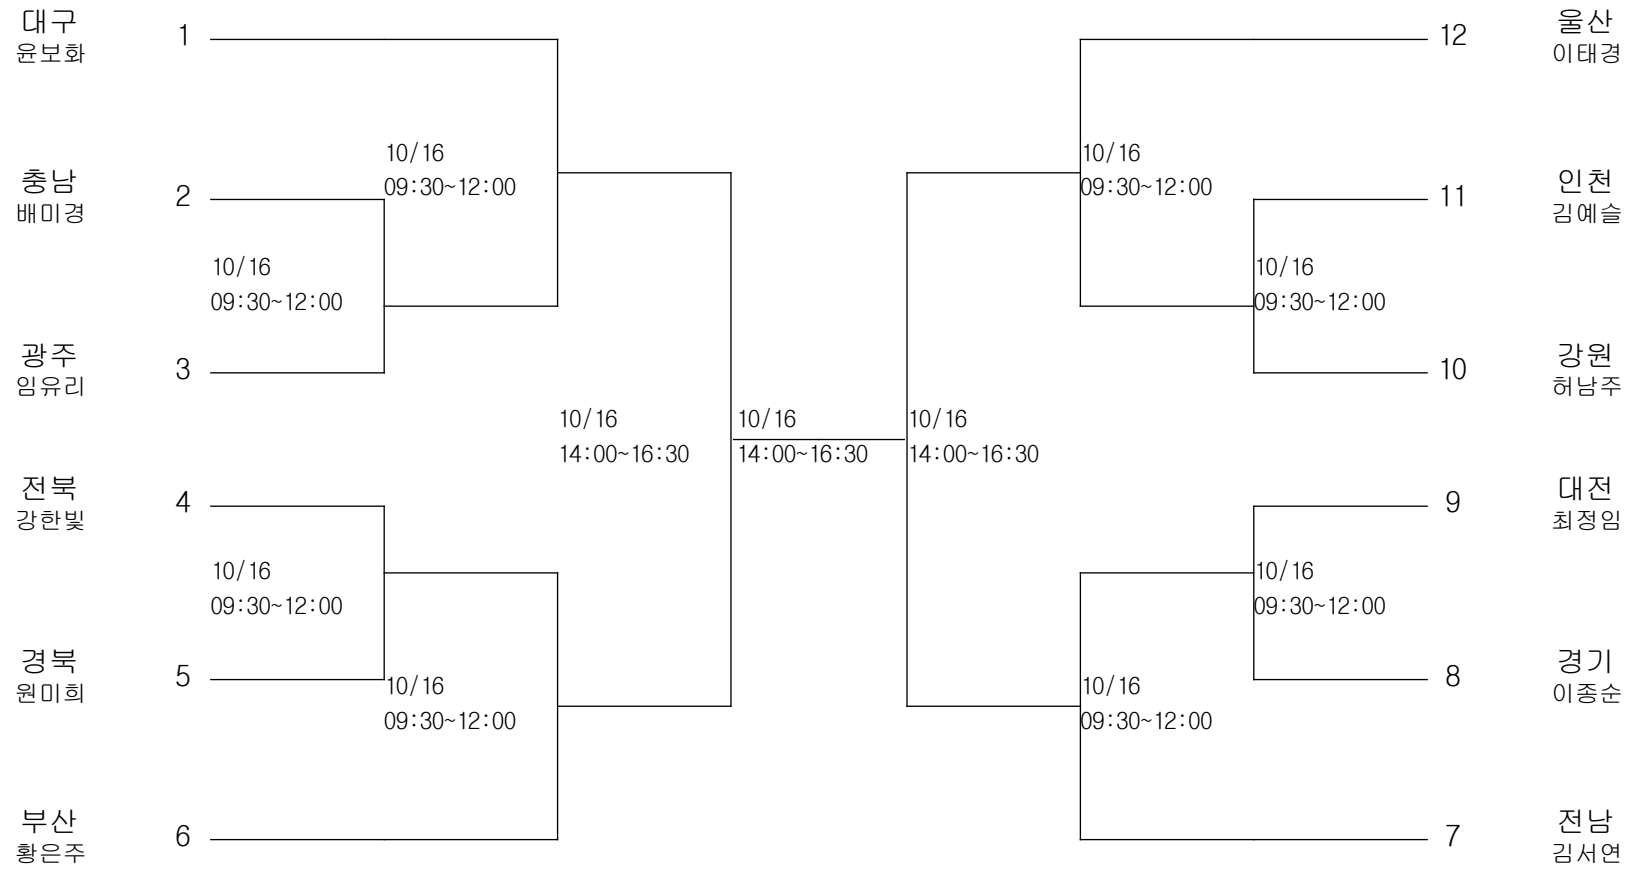 대구
윤보화
1
12
울산
이태경
10/16
09:30~12:00
10/16
09:30~12:00
충남
배미경
2
11
인천
김예슬
10/16
09:30~12:00
10/16
09:30~12:00
광주
임유리
3
10
강원
허남주
10/16
14:00~16:30
10/16
14:00~16:30
10/16
14:00~16:30
전북
강한빛
4
9
대전
최정임
10/16
09:30~12:00
10/16
09:30~12:00
경북
원미희
5
8
경기
이종순
10/16
09:30~12:00
10/16
09:30~12:00
부산
황은주
6
7
전남
김서연